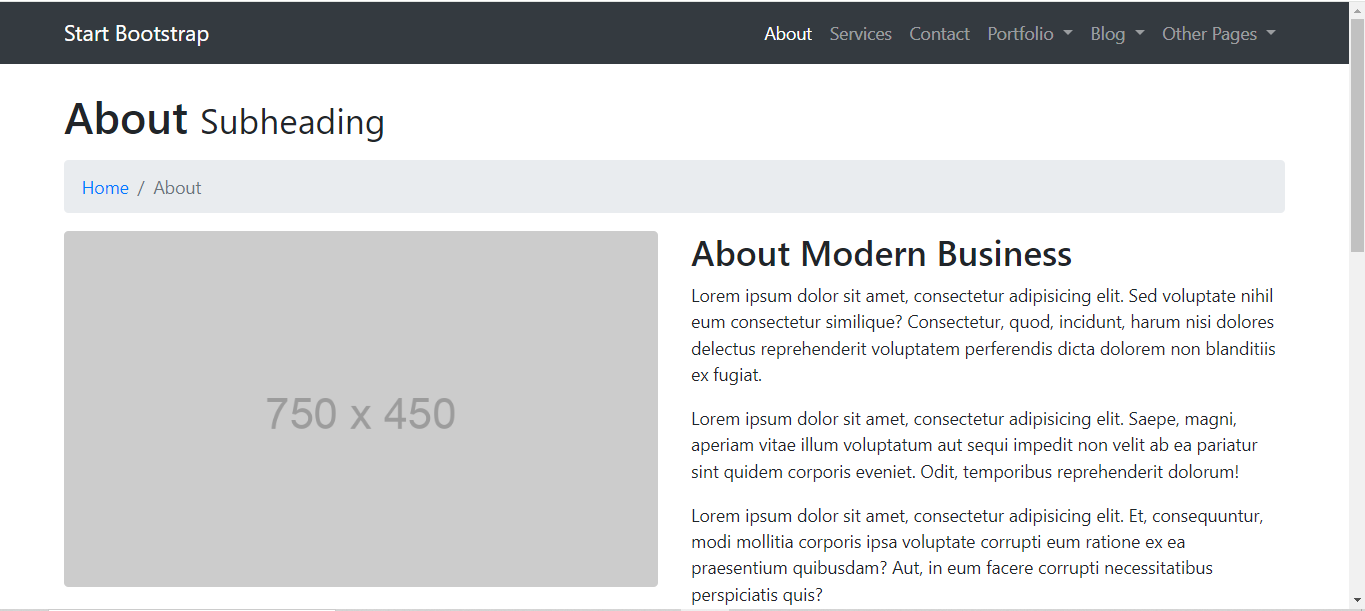 Start Bootstrap
About Services Contact Portfolio Blog Other Pages
About Subheading
Home / About
750 x 450
About Modern Business
Lorem ipsum dolor sit amet, consectetur adipisicing elit. Sed voluptate nihil
eum consectetur similique? Consectetur, quod, incidunt, harum nisi dolores
delectus reprehenderit voluptatem perferendis dicta dolorem non blanditiis
ex fugiat.
Lorem ipsum dolor sit amet, consectetur adipisicing elit. Saepe, magni,
aperiam vitae illum voluptatum aut sequi impedit non velit ab ea pariatur
sint quidem corporis eveniet. Odit, temporibus reprehenderit dolorum!
Lorem ipsum dolor sit amet, consectetur adipisicing elit. Et, consequuntur,
modi mollitia corporis ipsa voluptate corrupti eum ratione ex ea
praesentium quibusdam? Aut, in eum facere corrupti necessitatibus
perspiciatis quis?